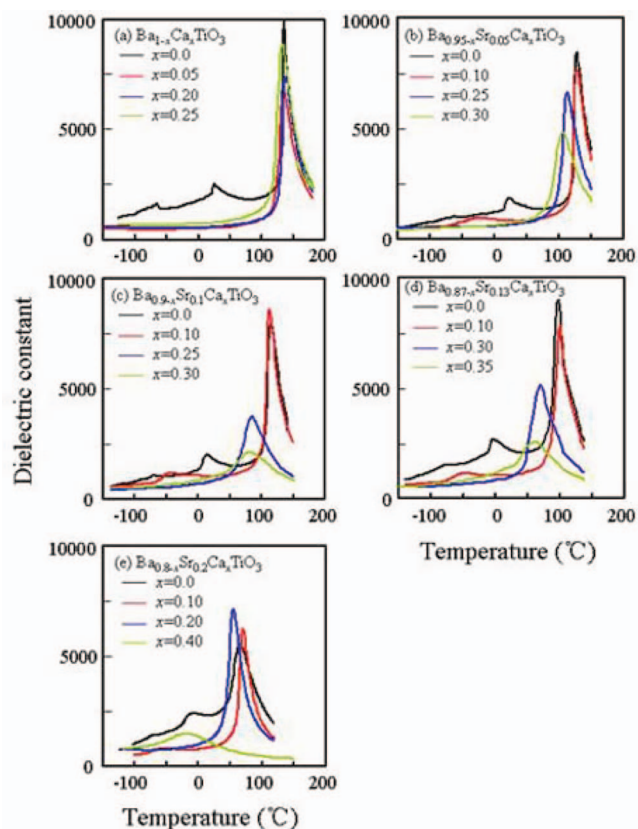 (a) Ba₁₋ₓCaₓTiO₃
x=0.0
x=0.05
x=0.20
x=0.25
10000
5000
0
-100 0 100 200
(b) Ba₀.₉₅₋ₓSr₀.₀₅CaₓTiO₃
x=0.0
x=0.10
x=0.25
x=0.30
10000
5000
0
-100 0 100 200
(c) Ba₀.₉₋ₓSr₀.₁CaₓTiO₃
x=0.0
x=0.10
x=0.25
x=0.30
10000
5000
0
-100 0 100 200
(d) Ba₀.₈₇₋ₓSr₀.₁₃CaₓTiO₃
x=0.0
x=0.10
x=0.30
x=0.35
10000
5000
0
-100 0 100 200
Dielectric constant
Temperature (℃)
(e) Ba₀.₈₋ₓSr₀.₂CaₓTiO₃
x=0.0
x=0.10
x=0.20
x=0.40
10000
5000
0
-100 0 100 200
Temperature (℃)